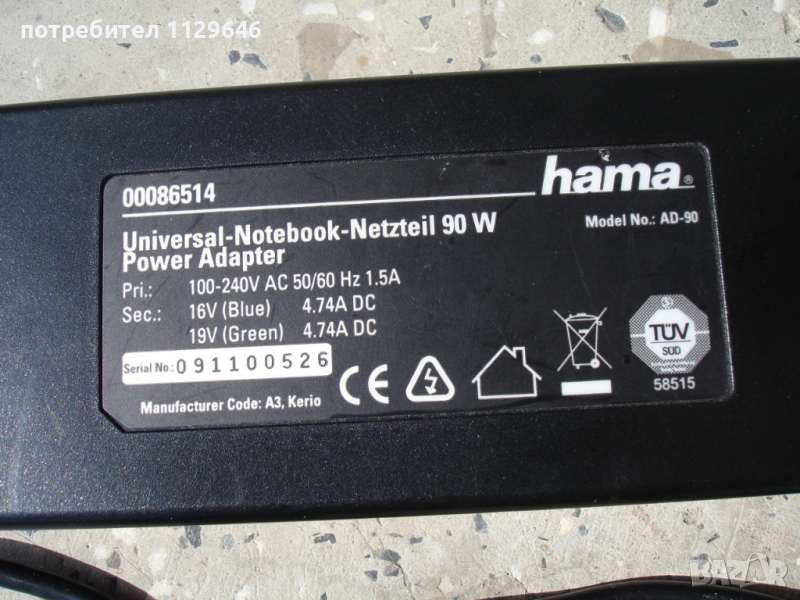 потребител 1129646
00086514
hama®
Universal-Notebook-Netzteil 90 W
Model No.: AD-90
Power Adapter
Pri.: 100-240V AC 50/60 Hz 1.5A
Sec.: 16V (Blue) 4.74A DC
19V (Green) 4.74A DC
Serial No.: 091100526
CE
TÜV
SÜD
58515
Manufacturer Code: A3, Kerio
BAZAR